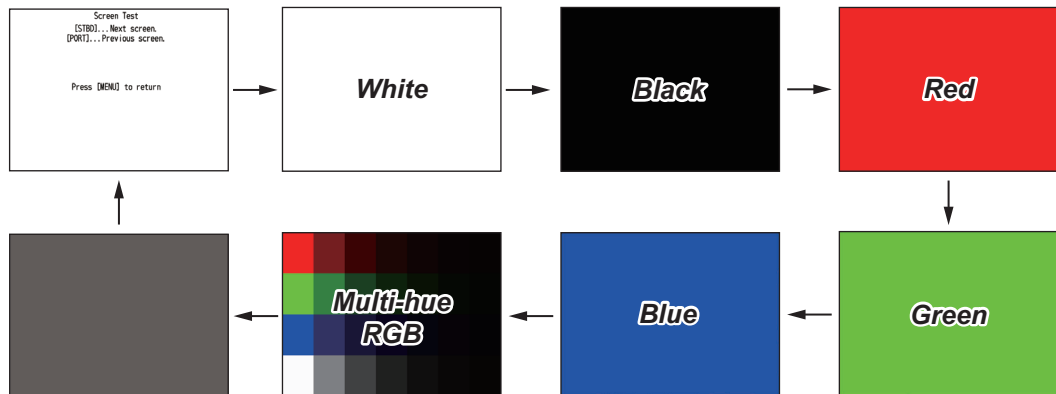 Screen Test
[STBD]...Next screen.
[PORT]...Previous screen.
Press [MENU] to return
White
Black
Red
Multi-hue
RGB
Blue
Green